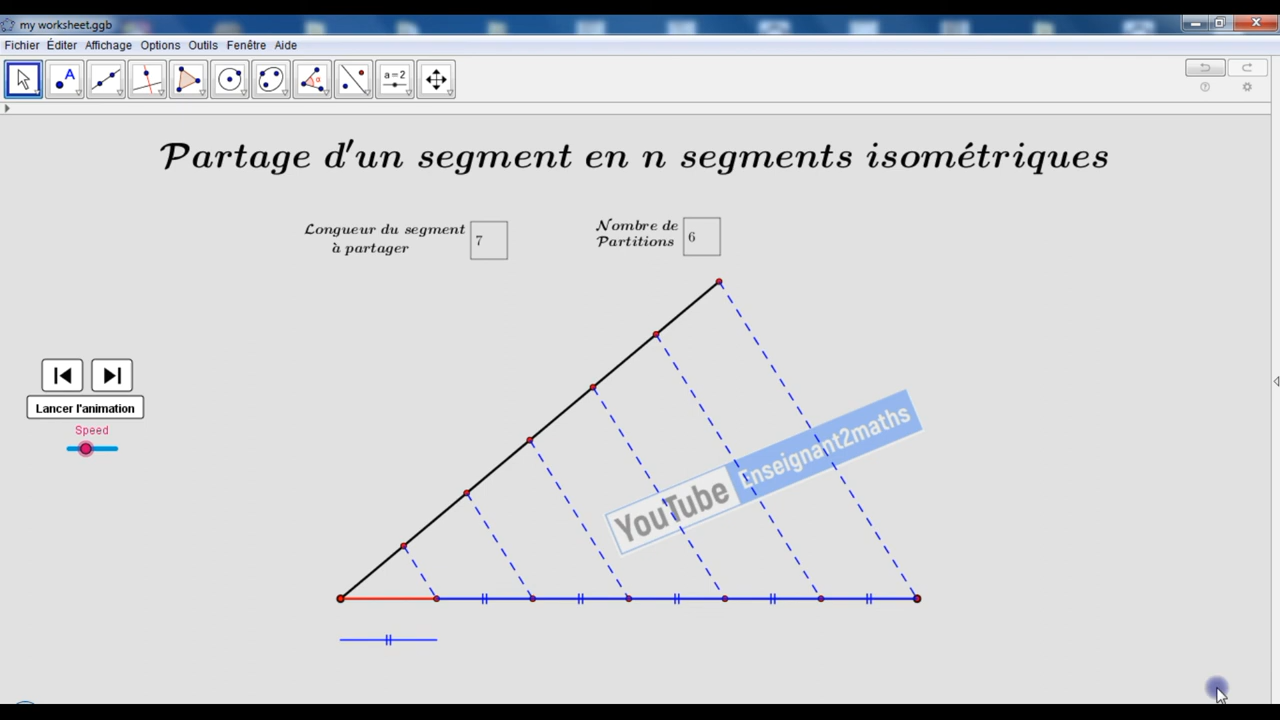 my worksheet.ggb
Fichier Éditer Affichage Options Outils Fenêtre Aide
A
α
a=2
Partage d'un segment en n segments isométriques
Longueur du segment
à partager
7
Nombre de
Partitions
6
Lancer l'animation
Speed
YouTube Enseignant2maths